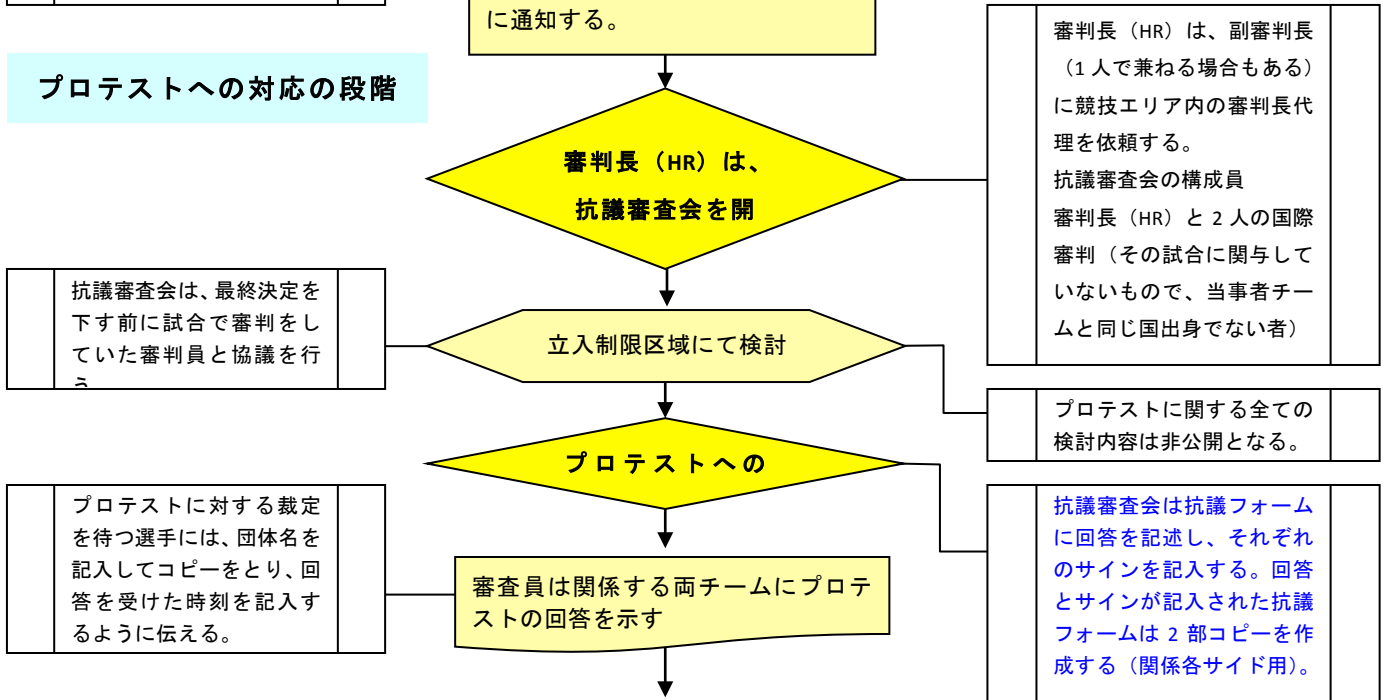 に通知する。
プロテストへの対応の段階
審判長（HR）は、副審判長
（1 人で兼ねる場合もある）
に競技エリア内の審判長代
理を依頼する。
抗議審査会の構成員
審判長（HR）と 2 人の国際
審判（その試合に関与して
いないもので、当事者チー
ムと同じ国出身でない者）
審判長（HR）は、
抗議審査会を開
抗議審査会は、最終決定を
下す前に試合で審判をし
ていた審判員と協議を行
う
立入制限区域にて検討
プロテストに関する全ての
検討内容は非公開となる。
プロテストへの
プロテストに対する裁定
を待つ選手には、団体名を
記入してコピーをとり、回
答を受けた時刻を記入す
るように伝える。
審査員は関係する両チームにプロテ
ストの回答を示す
抗議審査会は抗議フォーム
に回答を記述し、それぞれ
のサインを記入する。回答
とサインが記入された抗議
フォームは 2 部コピーを作
成する（関係各サイド用）。